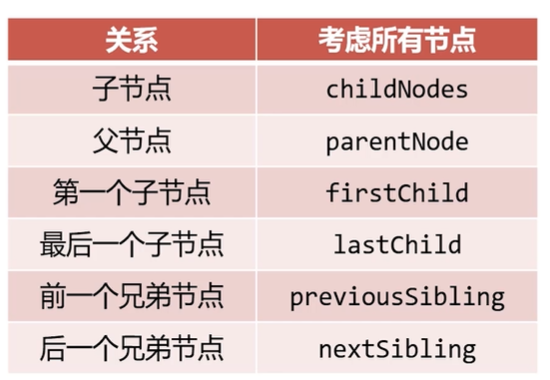 关系 考虑所有节点
子节点 childNodes
父节点 parentNode
第一个子节点 firstChild
最后一个子节点 lastChild
前一个兄弟节点 previousSibling
后一个兄弟节点 nextSibling